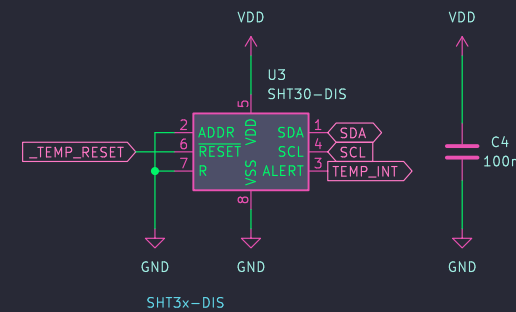 VDD
VDD
U3
SHT30-DIS
5
2 ADDR VDD SDA 1 SDA
_TEMP_RESET 6 RESET SCL 4 SCL
7 R VSS ALERT 3 TEMP_INT
8
C4
100n
GND
GND
GND
SHT3x-DIS